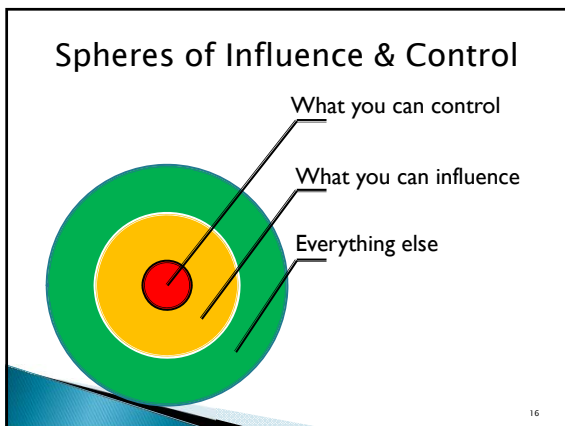 Spheres of Influence & Control
What you can control
What you can influence
Everything else
16